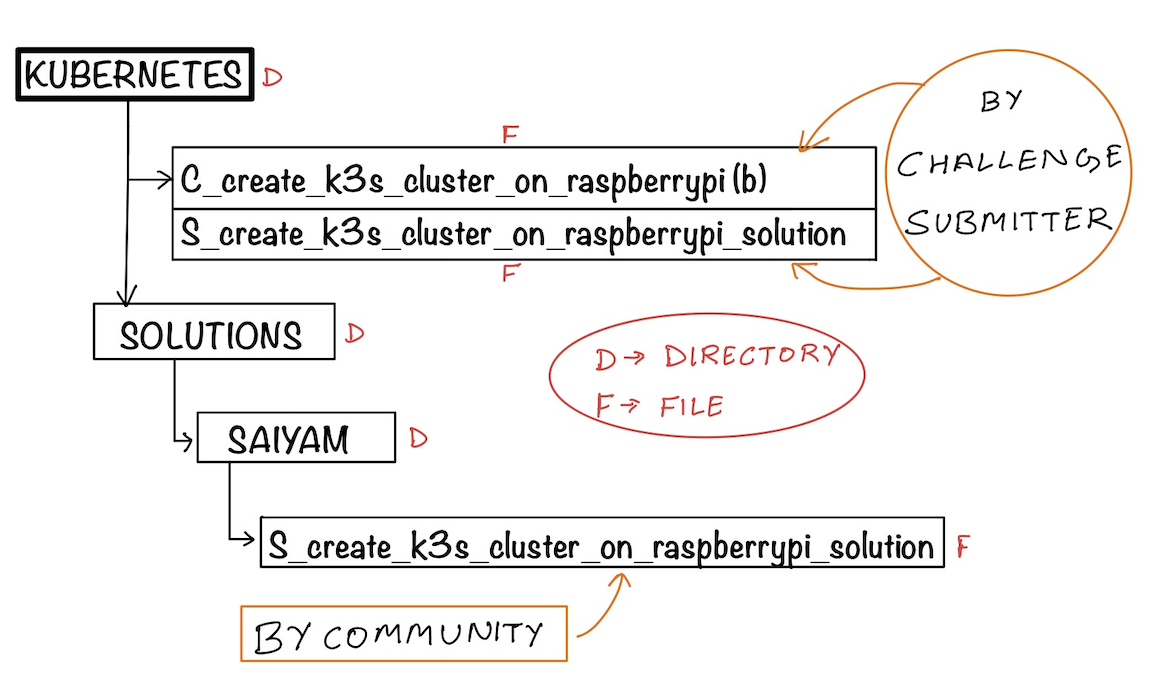 KUBERNETES D
F
C_create_k3s_cluster_on_raspberrypi (b)
S_create_k3s_cluster_on_raspberrypi_solution
F
BY
CHALLENGE
SUBMITTER
SOLUTIONS D
D → DIRECTORY
F → FILE
SAIYAM D
S_create_k3s_cluster_on_raspberrypi_solution F
BY COMMUNITY